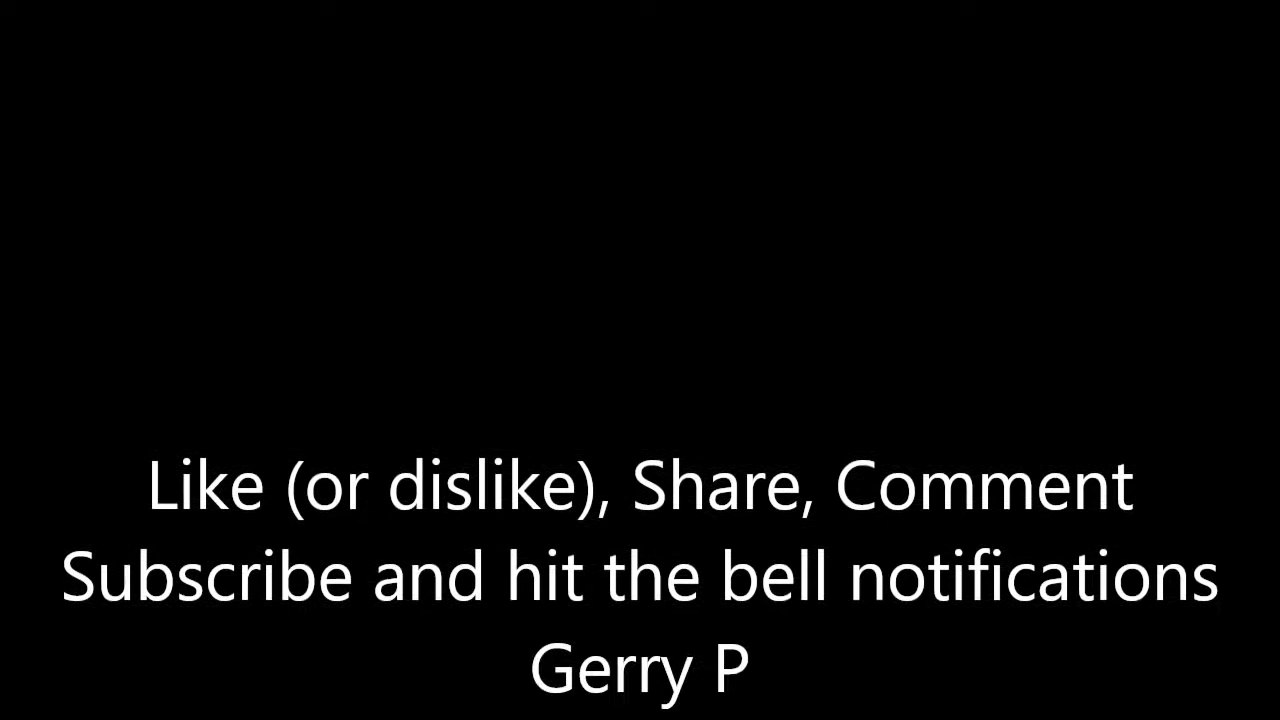 Like (or dislike), Share, Comment
Subscribe and hit the bell notifications
Gerry P